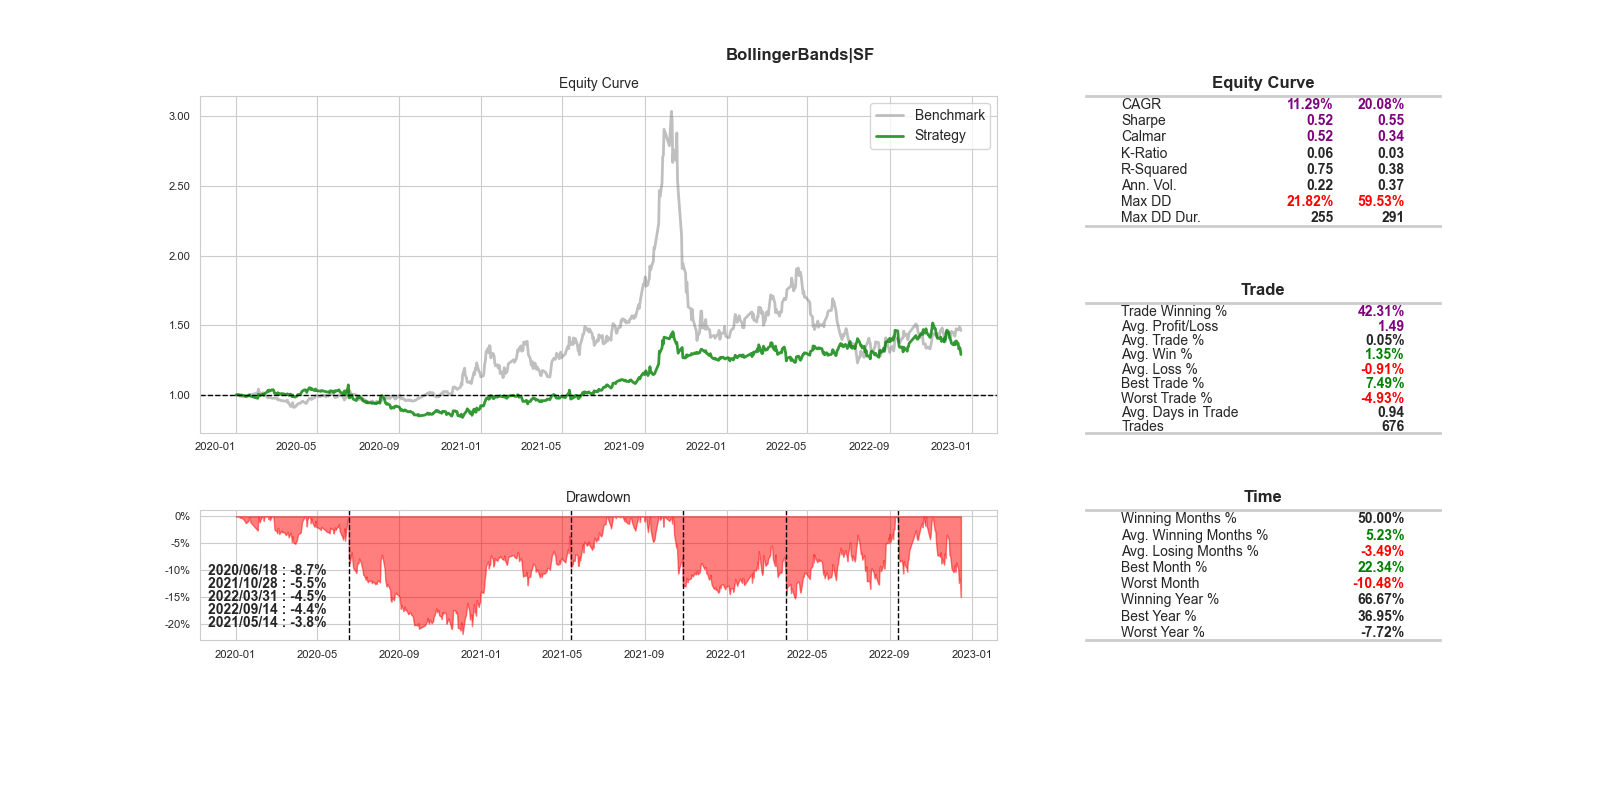 BollingerBands|SF
Equity Curve
3.00
2.50
2.00
1.50
1.00
Benchmark
Strategy
2020-01 2020-05 2020-09 2021-01 2021-05 2021-09 2022-01 2022-05 2022-09 2023-01
Drawdown
0%
-5%
-10%
-15%
-20%
2020/06/18 : -8.7%
2021/10/28 : -5.5%
2022/03/31 : -4.5%
2022/09/14 : -4.4%
2021/05/14 : -3.8%
2020-01 2020-05 2020-09 2021-01 2021-05 2021-09 2022-01 2022-05 2022-09 2023-01
Equity Curve
CAGR 11.29% 20.08%
Sharpe 0.52 0.55
Calmar 0.52 0.34
K-Ratio 0.06 0.03
R-Squared 0.75 0.38
Ann. Vol. 0.22 0.37
Max DD 21.82% 59.53%
Max DD Dur. 255 291
Trade
Trade Winning % 42.31%
Avg. Profit/Loss 1.49
Avg. Trade % 0.05%
Avg. Win % 1.35%
Avg. Loss % -0.91%
Best Trade % 7.49%
Worst Trade % -4.93%
Avg. Days in Trade 0.94
Trades 676
Time
Winning Months % 50.00%
Avg. Winning Months % 5.23%
Avg. Losing Months % -3.49%
Best Month % 22.34%
Worst Month -10.48%
Winning Year % 66.67%
Best Year % 36.95%
Worst Year % -7.72%